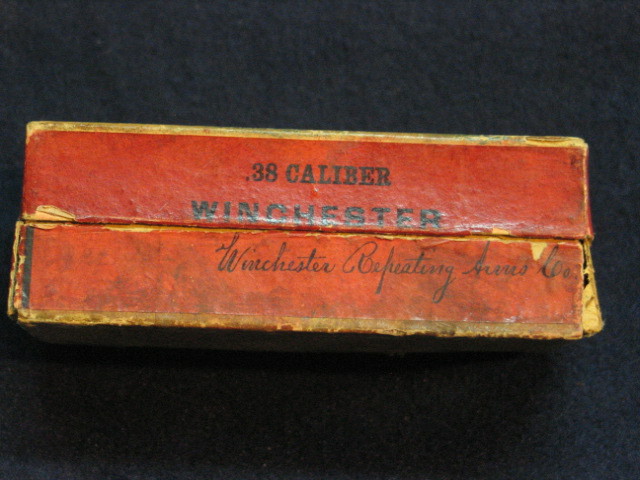 .38 CALIBER
WINCHESTER
Winchester Repeating Arms Co.